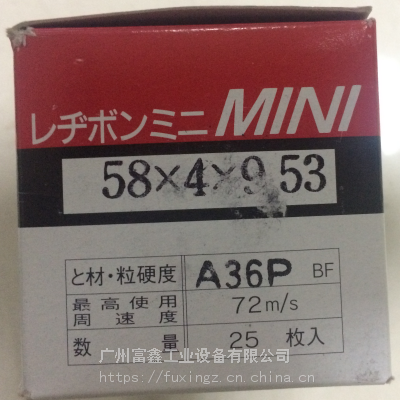 レヂボンミニ MINI
58×4×9.53
と材・粒硬度 A36P BF
最高使用周速度 72m/s
数量 25 枚入
广州富鑫工业设备有限公司
https://fuxingz.cn.china.cn